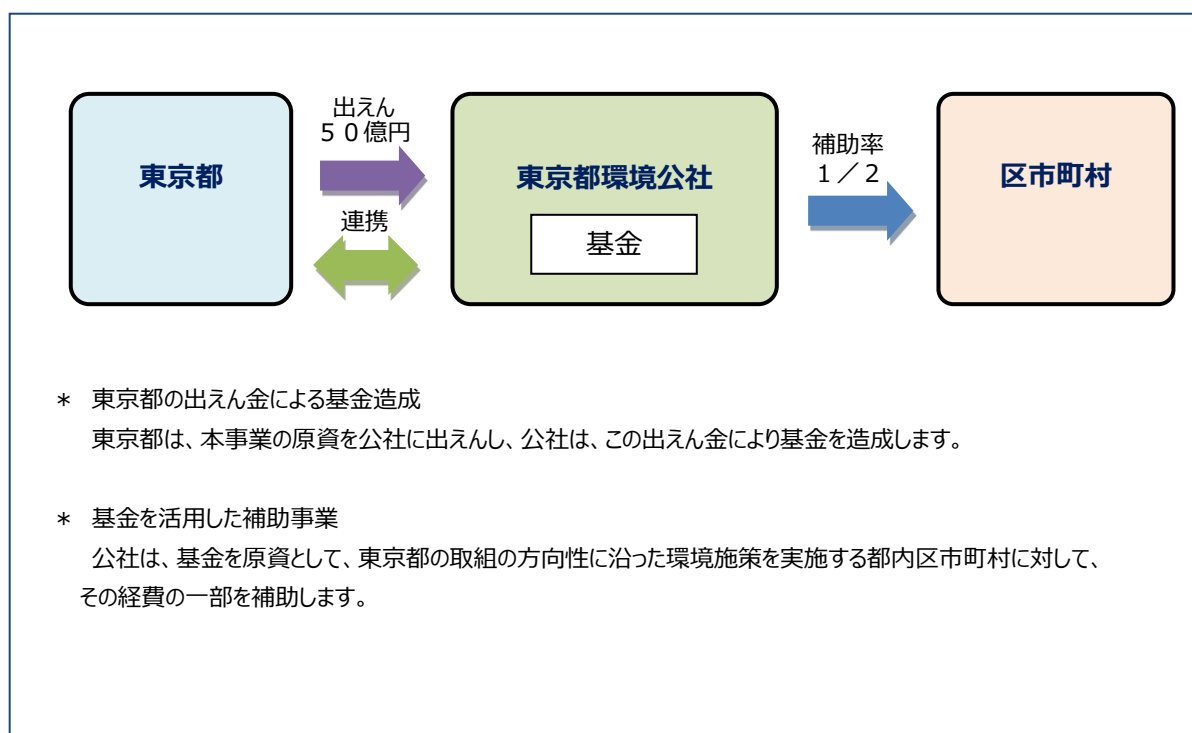 出えん
50億円
補助率
1/2
東京都
東京都環境公社
区市町村
連携
基金
* 東京都の出えん金による基金造成
東京都は、本事業の原資を公社に出えんし、公社は、この出えん金により基金を造成します。
* 基金を活用した補助事業
公社は、基金を原資として、東京都の取組の方向性に沿った環境施策を実施する都内区市町村に対して、
その経費の一部を補助します。